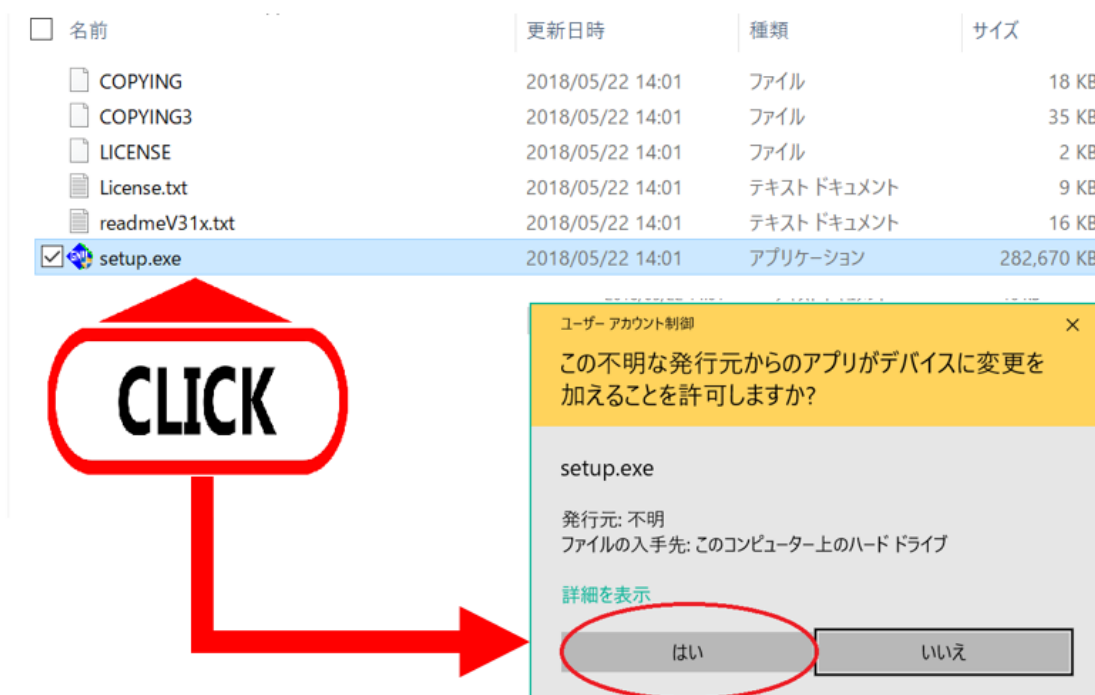 名前 更新日時 種類 サイズ
COPYING 2018/05/22 14:01 ファイル 18 KB
COPYING3 2018/05/22 14:01 ファイル 35 KB
LICENSE 2018/05/22 14:01 ファイル 2 KB
License.txt 2018/05/22 14:01 テキスト ドキュメント 9 KB
readmeV31x.txt 2018/05/22 14:01 テキスト ドキュメント 16 KB
setup.exe 2018/05/22 14:01 アプリケーション 282,670 KB
CLICK
ユーザー アカウント制御
この不明な発行元からのアプリがデバイスに変更を
加えることを許可しますか?
setup.exe
発行元: 不明
ファイルの入手先: このコンピューター上のハード ドライブ
詳細を表示
はい いいえ